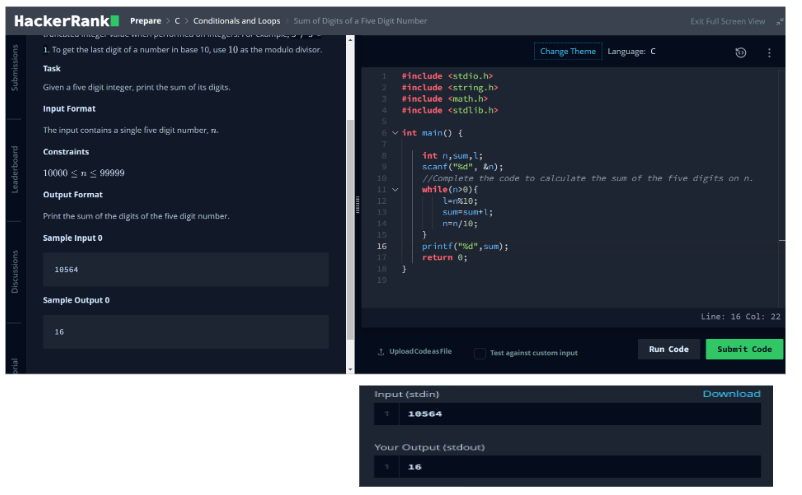 HackerRank Prepare > C > Conditionals and Loops > Sum of Digits of a Five Digit Number Exit Full Screen View
Submissions
Leaderboard
Discussions
1. To get the last digit of a number in base 10, use 10 as the modulo divisor.
Task
Given a five digit integer, print the sum of its digits.
Input Format
The input contains a single five digit number, n.
Constraints
10000 ≤ n ≤ 99999
Output Format
Print the sum of the digits of the five digit number.
Sample Input 0
10564
Sample Output 0
16
Change Theme Language: C
1 #include <stdio.h>
2 #include <string.h>
3 #include <math.h>
4 #include <stdlib.h>
5
6 int main() {
7
8 int n,sum,l;
9 scanf("%d", &n);
10 //Complete the code to calculate the sum of the five digits on n.
11 while(n>0){
12 l=n%10;
13 sum=sum+l;
14 n=n/10;
15 }
16 printf("%d",sum);
17 return 0;
18 }
19
Line: 16 Col: 22
Upload Code as File Test against custom input Run Code Submit Code
Input (stdin) Download
1 10564
Your Output (stdout)
1 16